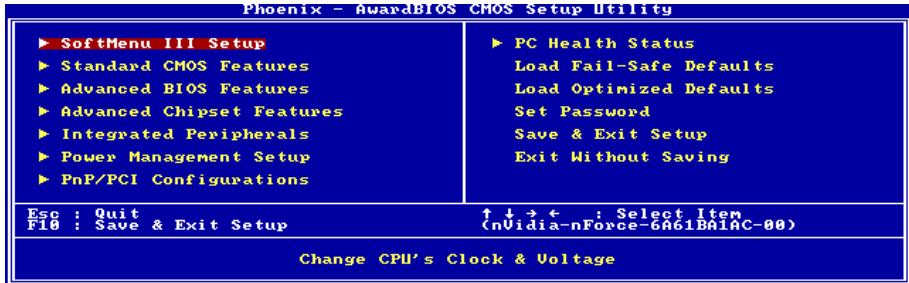 Phoenix - AwardBIOS CMOS Setup Utility
SoftMenu III Setup
Standard CMOS Features
Advanced BIOS Features
Advanced Chipset Features
Integrated Peripherals
Power Management Setup
PnP/PCI Configurations
PC Health Status
Load Fail-Safe Defaults
Load Optimized Defaults
Set Password
Save & Exit Setup
Exit Without Saving
Esc : Quit
F10 : Save & Exit Setup
↑ ↓ → ← : Select Item
(nVidia-nForce-6A61BA1AC-00)
Change CPU's Clock & Voltage